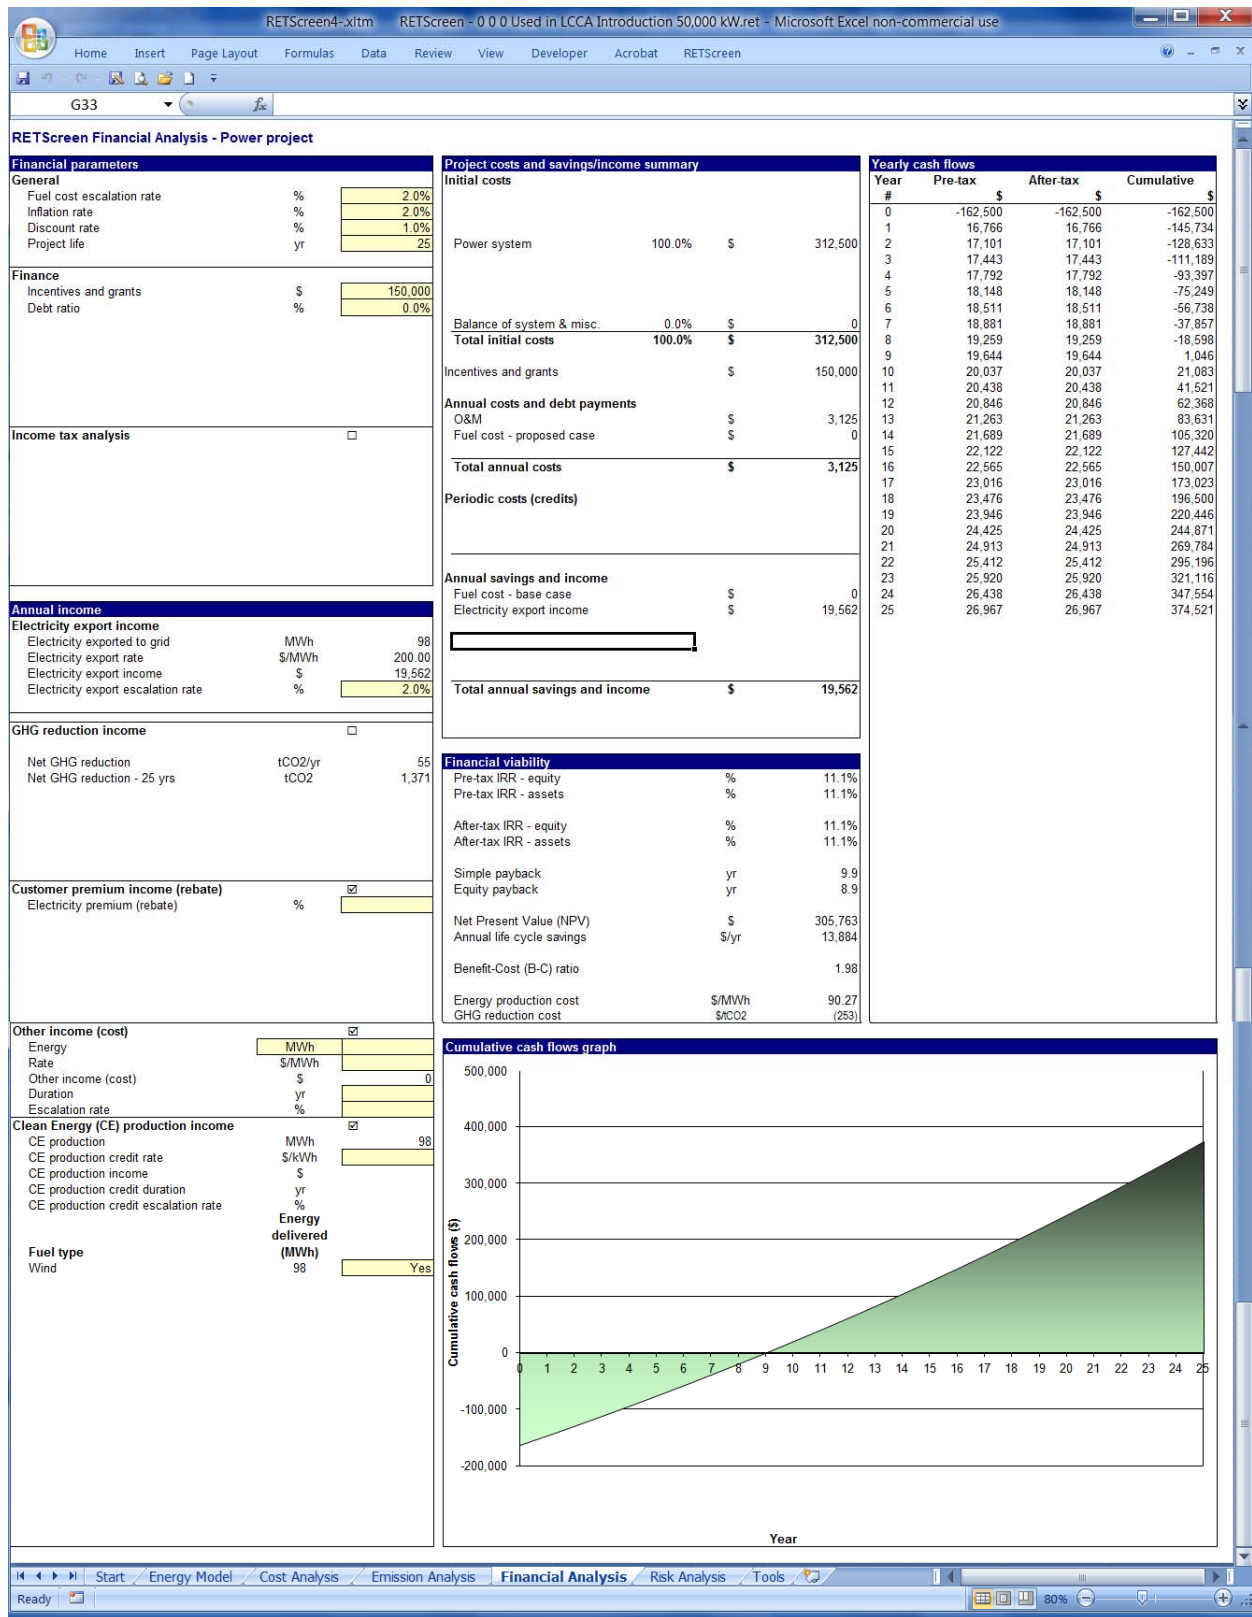 RETScreen4-.xltm RETScreen - 0 0 0 Used in LCCA Introduction 50,000 kW.ret - Microsoft Excel non-commercial use
Home Insert Page Layout Formulas Data Review View Developer Acrobat RETScreen
G33 fx
RETScreen Financial Analysis - Power project
Financial parameters
General
Fuel cost escalation rate % 2.0%
Inflation rate % 2.0%
Discount rate % 1.0%
Project life yr 25
Finance
Incentives and grants $ 150,000
Debt ratio % 0.0%
Income tax analysis ☐
Annual income
Electricity export income
Electricity exported to grid MWh 98
Electricity export rate $/MWh 200.00
Electricity export income $ 19,562
Electricity export escalation rate % 2.0%
GHG reduction income ☐
Net GHG reduction tCO2/yr 55
Net GHG reduction - 25 yrs tCO2 1,371
Customer premium income (rebate) ☑
Electricity premium (rebate) %
Other income (cost) ☑
Energy MWh
Rate $/MWh
Other income (cost) $ 0
Duration yr
Escalation rate %
Clean Energy (CE) production income ☑
CE production MWh 98
CE production credit rate $/kWh
CE production income $
CE production credit duration yr
CE production credit escalation rate %
Energy
delivered
Fuel type (MWh)
Wind 98 Yes
Project costs and savings/income summary
Initial costs
Power system 100.0% $ 312,500
Balance of system & misc. 0.0% $ 0
Total initial costs 100.0% $ 312,500
Incentives and grants $ 150,000
Annual costs and debt payments
O&M $ 3,125
Fuel cost - proposed case $ 0
Total annual costs $ 3,125
Periodic costs (credits)
Annual savings and income
Fuel cost - base case $ 0
Electricity export income $ 19,562
Total annual savings and income $ 19,562
Financial viability
Pre-tax IRR - equity % 11.1%
Pre-tax IRR - assets % 11.1%
After-tax IRR - equity % 11.1%
After-tax IRR - assets % 11.1%
Simple payback yr 9.9
Equity payback yr 8.9
Net Present Value (NPV) $ 305,763
Annual life cycle savings $/yr 13,884
Benefit-Cost (B-C) ratio 1.98
Energy production cost $/MWh 90.27
GHG reduction cost $/tCO2 (253)
Yearly cash flows
Year Pre-tax After-tax Cumulative
# $ $ $
0 -162,500 -162,500 -162,500
1 16,766 16,766 -145,734
2 17,101 17,101 -128,633
3 17,443 17,443 -111,189
4 17,792 17,792 -93,397
5 18,148 18,148 -75,249
6 18,511 18,511 -56,738
7 18,881 18,881 -37,857
8 19,259 19,259 -18,598
9 19,644 19,644 1,046
10 20,037 20,037 21,083
11 20,438 20,438 41,521
12 20,846 20,846 62,368
13 21,263 21,263 83,631
14 21,689 21,689 105,320
15 22,122 22,122 127,442
16 22,565 22,565 150,007
17 23,016 23,016 173,023
18 23,476 23,476 196,500
19 23,946 23,946 220,446
20 24,425 24,425 244,871
21 24,913 24,913 269,784
22 25,412 25,412 295,196
23 25,920 25,920 321,116
24 26,438 26,438 347,554
25 26,967 26,967 374,521
Cumulative cash flows graph
Cumulative cash flows ($)
500,000
400,000
300,000
200,000
100,000
0
-100,000
-200,000
0 1 2 3 4 5 6 7 8 9 10 11 12 13 14 15 16 17 18 19 20 21 22 23 24 25
Year
Start Energy Model Cost Analysis Emission Analysis Financial Analysis Risk Analysis Tools
Ready 80%